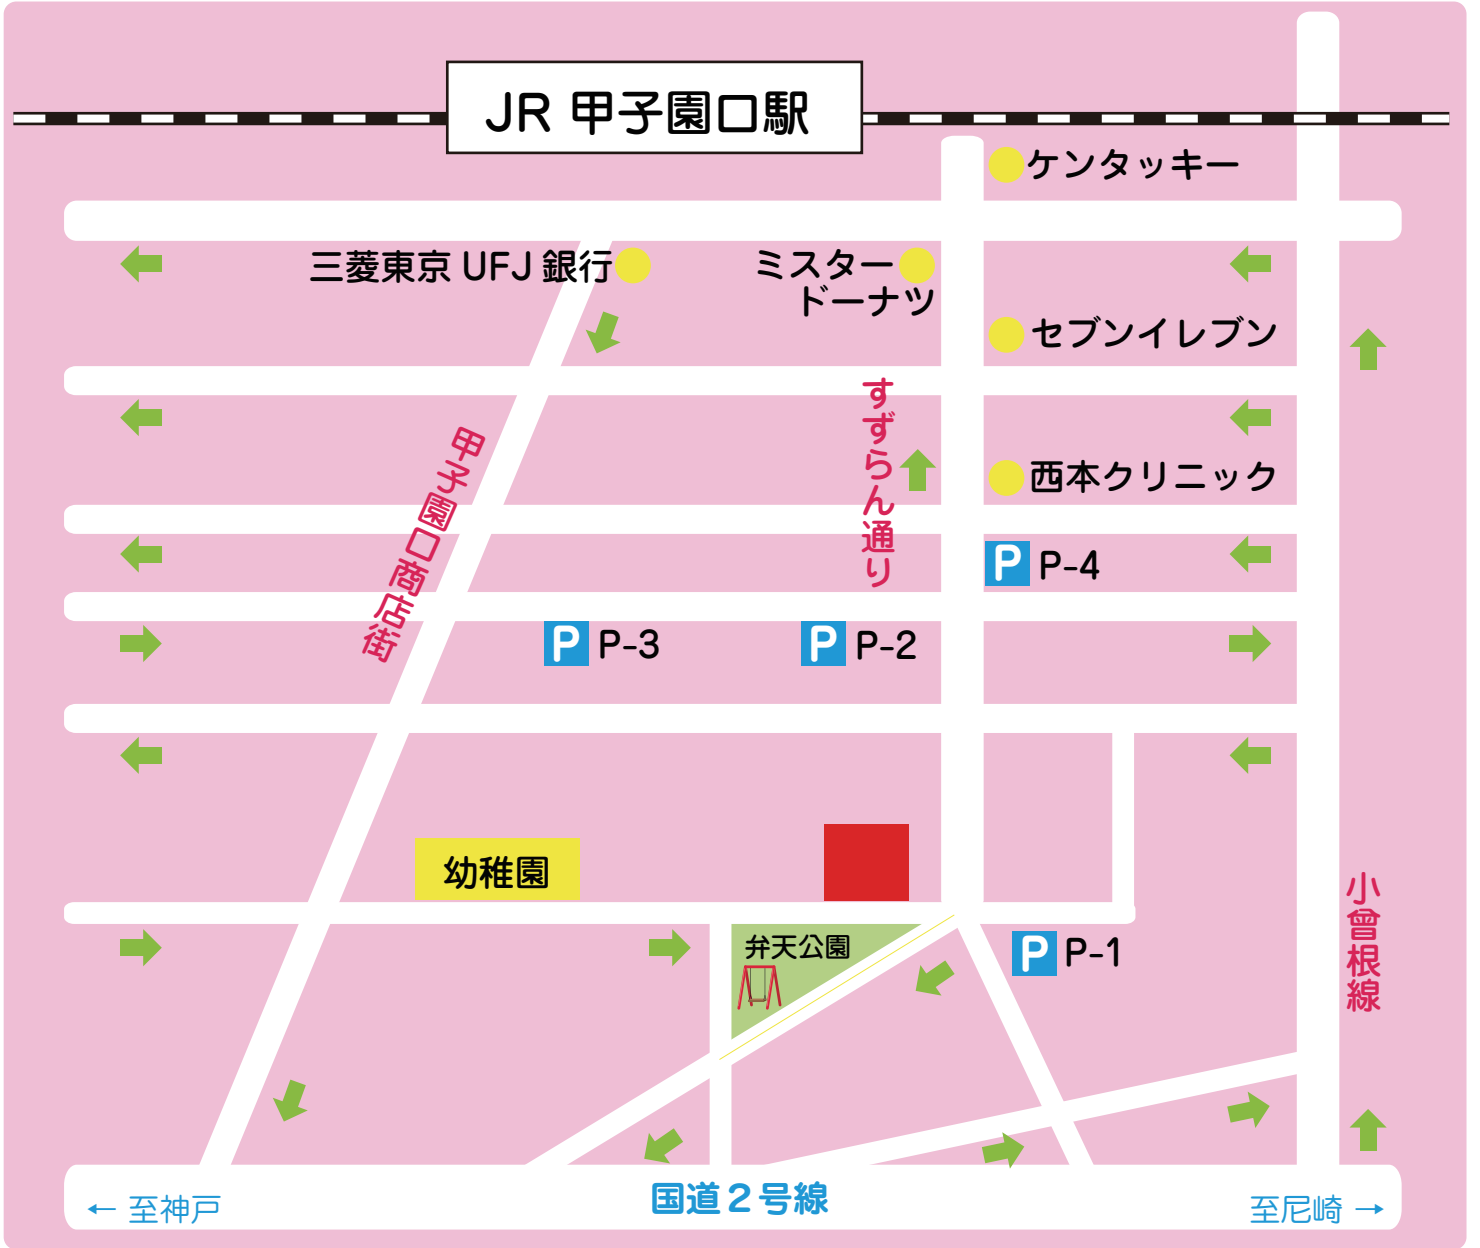 JR 甲子園口駅
ケンタッキー
三菱東京 UFJ 銀行
ミスター
ドーナツ
セブンイレブン
すずらん通り
甲子園口商店街
西本クリニック
P P-4
P P-3
P P-2
幼稚園
小曽根線
弁天公園
P P-1
← 至神戸
国道2号線
至尼崎 →